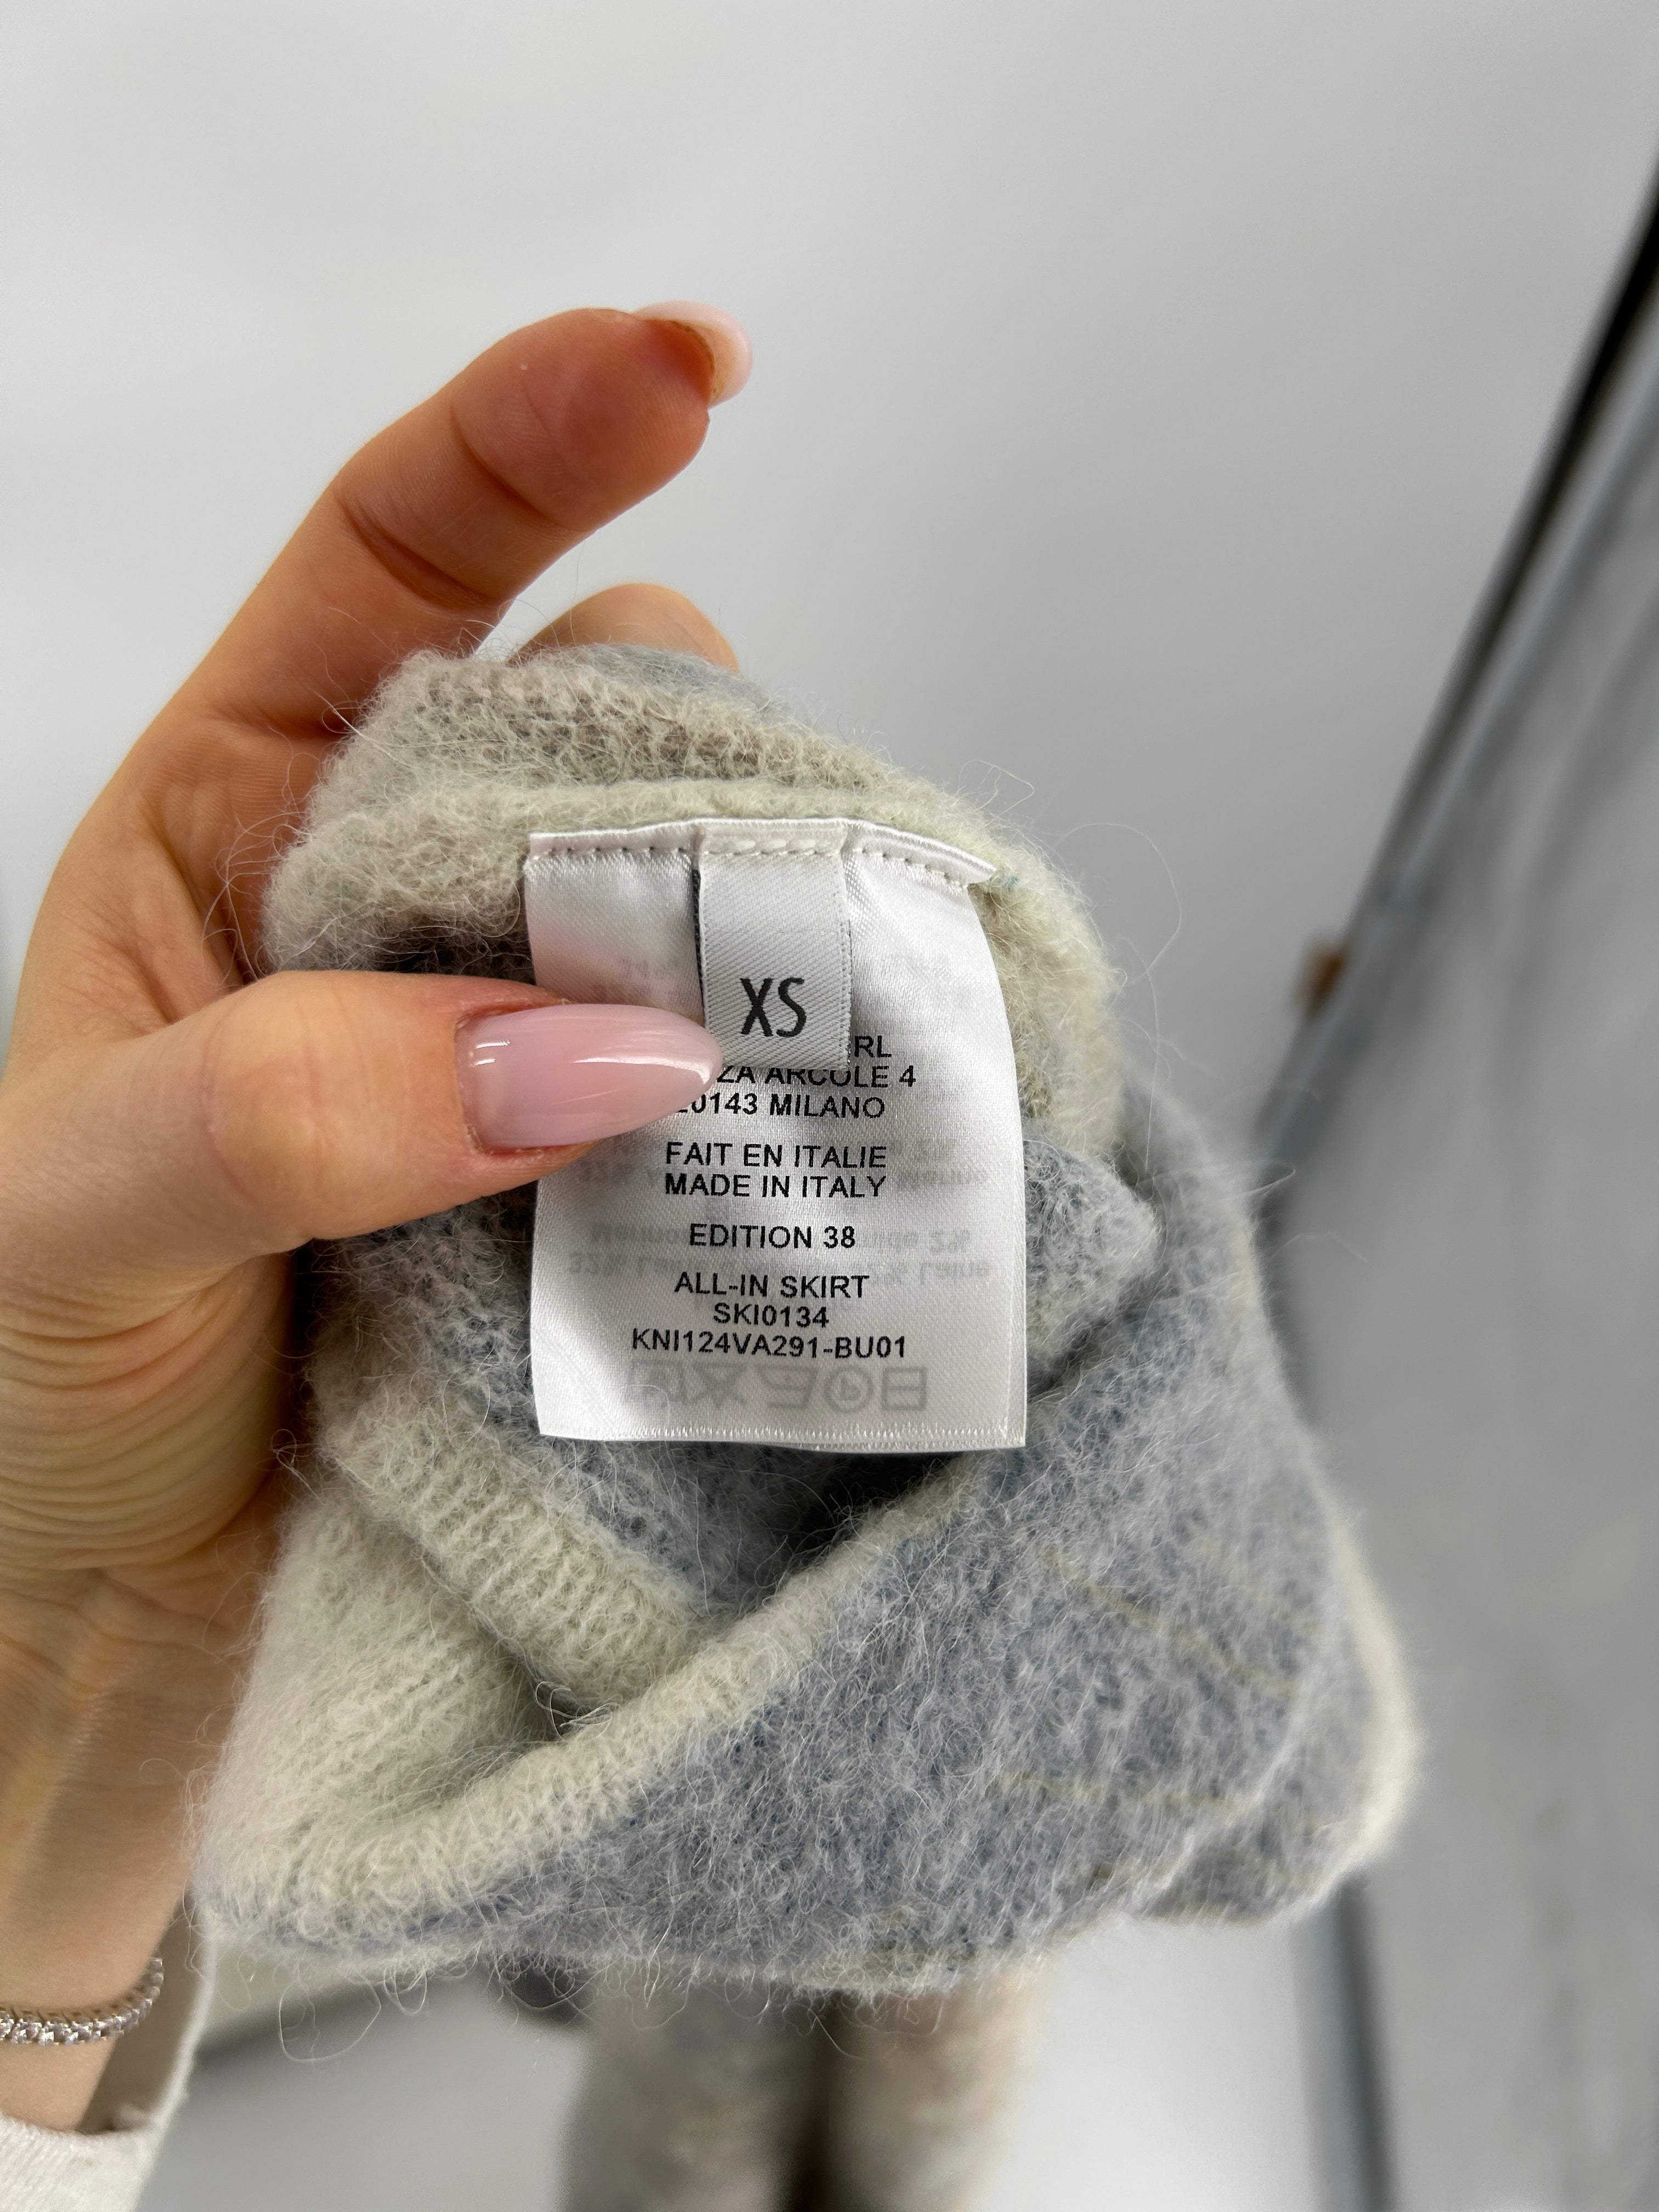 XS
RL
ZA ARCOLE 4
20143 MILANO
FAIT EN ITALIE
MADE IN ITALY
EDITION 38
ALL-IN SKIRT
SKI0134
KNI124VA291-BU01